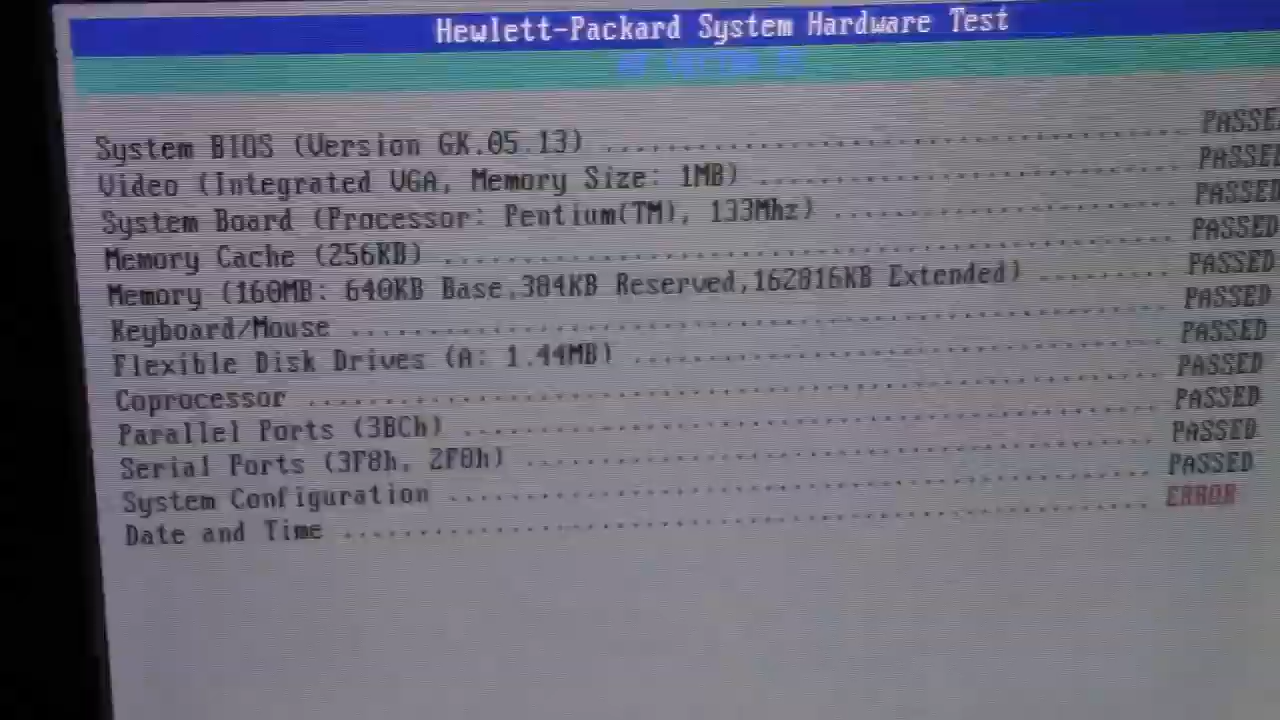 Hewlett-Packard System Hardware Test
System BIOS (Version GK.05.13) ........................................ PASSE
Video (Integrated VGA, Memory Size: 1MB) .............................. PASSED
System Board (Processor: Pentium(TM), 133Mhz) ......................... PASSED
Memory Cache (256KB) .................................................. PASSED
Memory (160MB: 640KB Base,384KB Reserved,162816KB Extended) ........... PASSED
Keyboard/Mouse ........................................................ PASSED
Flexible Disk Drives (A: 1.44MB) ...................................... PASSED
Coprocessor ........................................................... PASSED
Parallel Ports (3BCh) ................................................. PASSED
Serial Ports (3F8h, 2F8h) ............................................. PASSED
System Configuration .................................................. PASSED
Date and Time ......................................................... ERROR